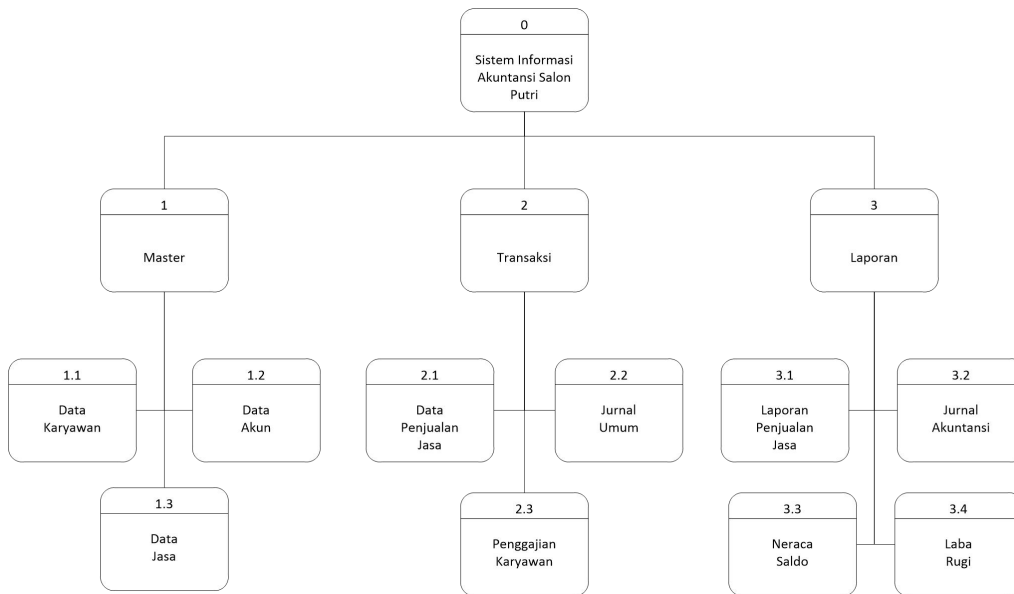 0
Sistem Informasi
Akuntansi Salon
Putri
1
Master
2
Transaksi
3
Laporan
1.1
Data
Karyawan
1.2
Data
Akun
2.1
Data
Penjualan
Jasa
2.2
Jurnal
Umum
3.1
Laporan
Penjualan
Jasa
3.2
Jurnal
Akuntansi
1.3
Data
Jasa
2.3
Penggajian
Karyawan
3.3
Neraca
Saldo
3.4
Laba
Rugi